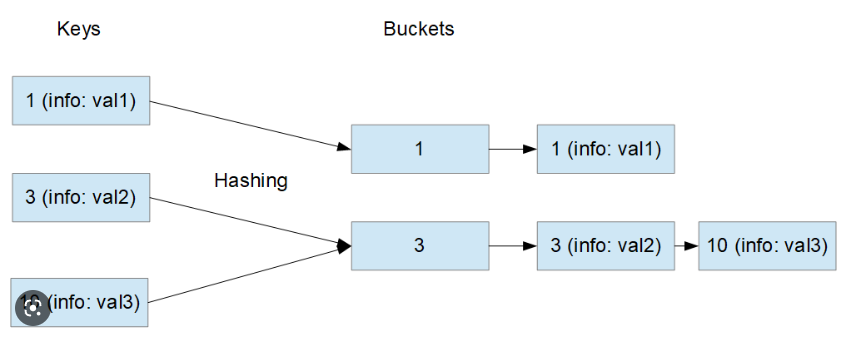 Keys
Buckets
1 (info: val1)
1
1 (info: val1)
Hashing
3 (info: val2)
3
3 (info: val2)
10 (info: val3)
(info: val3)